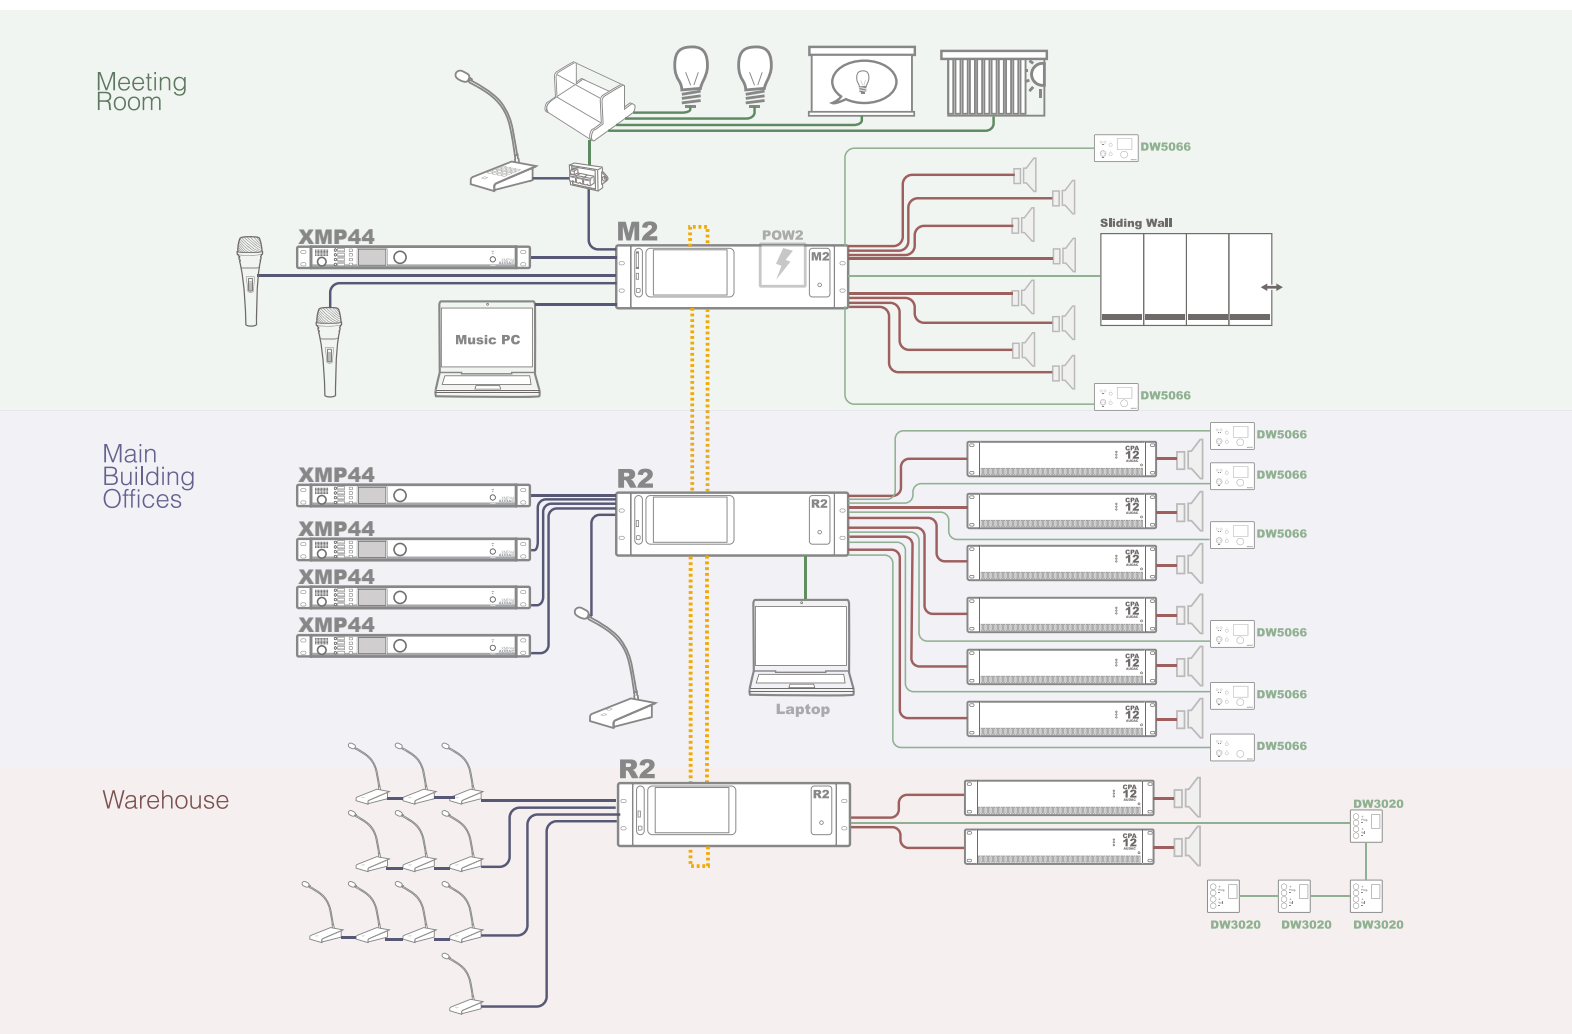 Meeting
Room
DW5066
Sliding Wall
XMP44
M2
POW2
M2
Music PC
DW5066
Main
Building
Offices
XMP44
XMP44
XMP44
XMP44
R2
R2
Laptop
CPA
12
CPA
12
CPA
12
CPA
12
CPA
12
CPA
12
DW5066
DW5066
DW5066
DW5066
DW5066
DW5066
Warehouse
R2
R2
CPA
12
CPA
12
DW3020
DW3020
DW3020
DW3020